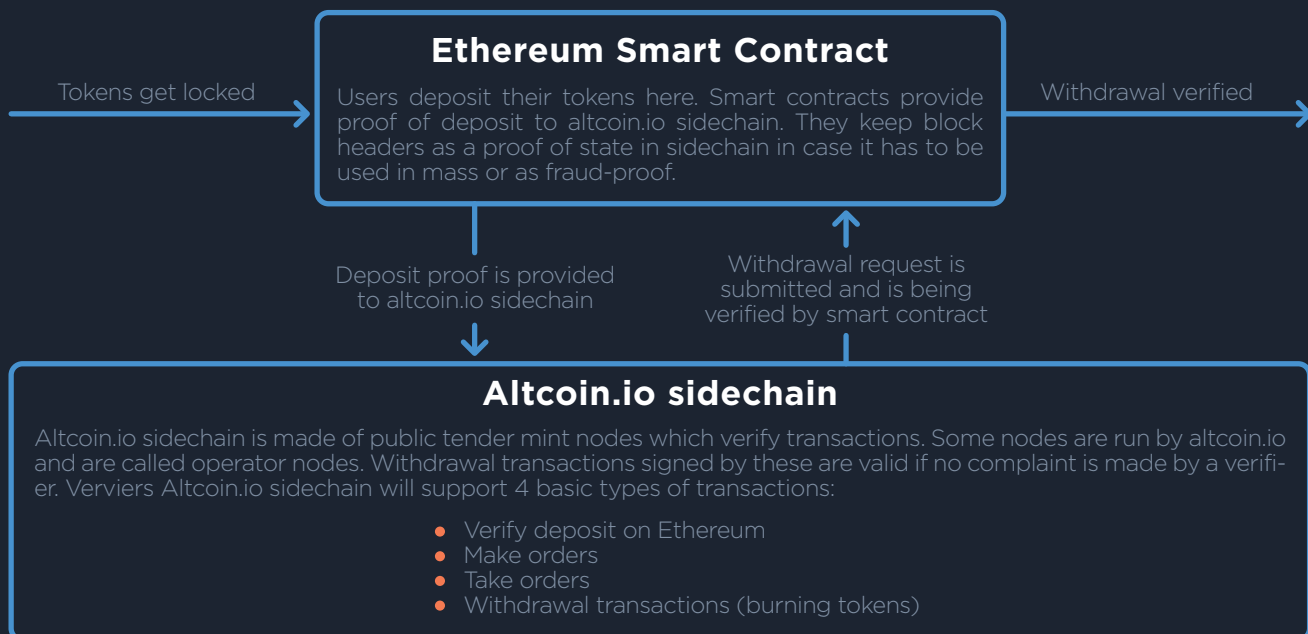 Ethereum Smart Contract
Tokens get locked
Users deposit their tokens here. Smart contracts provide
proof of deposit to altcoin.io sidechain. They keep block
headers as a proof of state in sidechain in case it has to be
used in mass or as fraud-proof.
Withdrawal verified
Deposit proof is provided
to altcoin.io sidechain
Withdrawal request is
submitted and is being
verified by smart contract
Altcoin.io sidechain
Altcoin.io sidechain is made of public tender mint nodes which verify transactions. Some nodes are run by altcoin.io
and are called operator nodes. Withdrawal transactions signed by these are valid if no complaint is made by a verifi-
er. Verviers Altcoin.io sidechain will support 4 basic types of transactions:
• Verify deposit on Ethereum
• Make orders
• Take orders
• Withdrawal transactions (burning tokens)